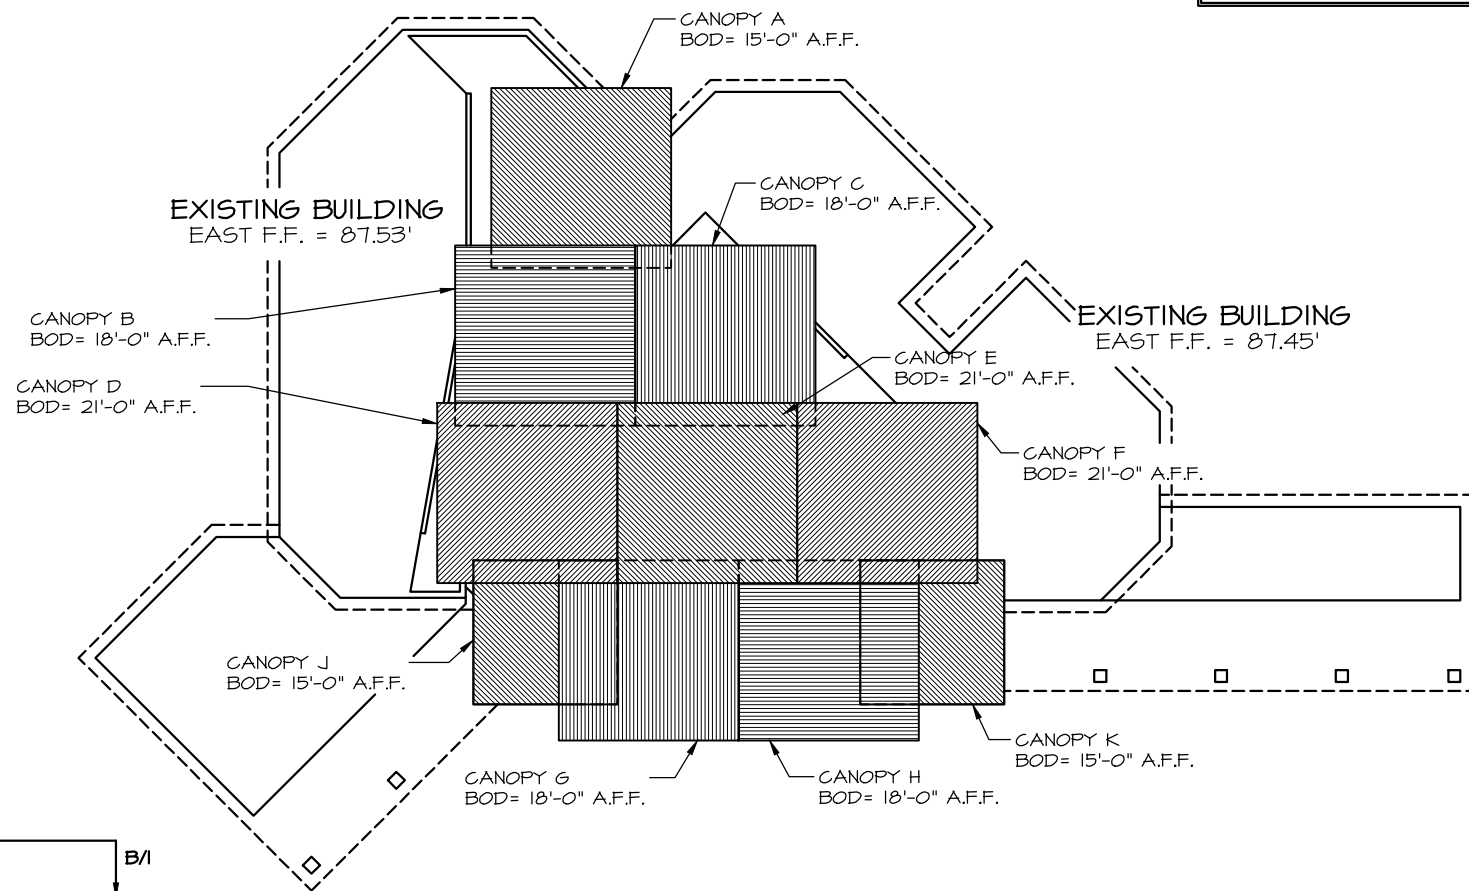 CANOPY A
BOD= 15'-0" A.F.F.
CANOPY C
BOD= 18'-0" A.F.F.
EXISTING BUILDING
EAST F.F. = 87.53'
CANOPY B
BOD= 18'-0" A.F.F.
EXISTING BUILDING
EAST F.F. = 87.45'
CANOPY E
BOD= 21'-0" A.F.F.
CANOPY D
BOD= 21'-0" A.F.F.
CANOPY F
BOD= 21'-0" A.F.F.
CANOPY J
BOD= 15'-0" A.F.F.
CANOPY K
BOD= 15'-0" A.F.F.
CANOPY G
BOD= 18'-0" A.F.F.
CANOPY H
BOD= 18'-0" A.F.F.
B/1